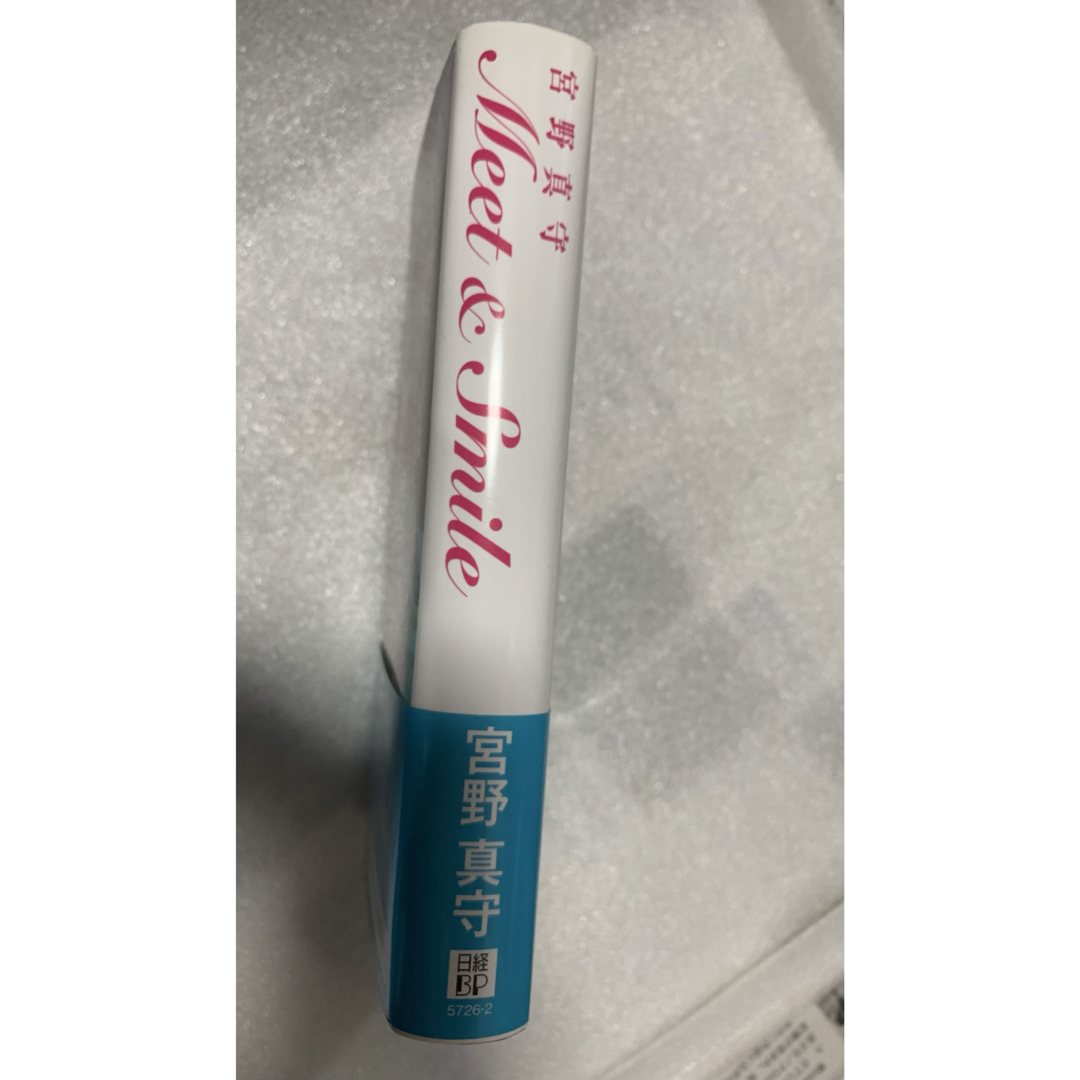 宮野真守
Meet & Smile
宮野 真守
日経
BP
5726-2